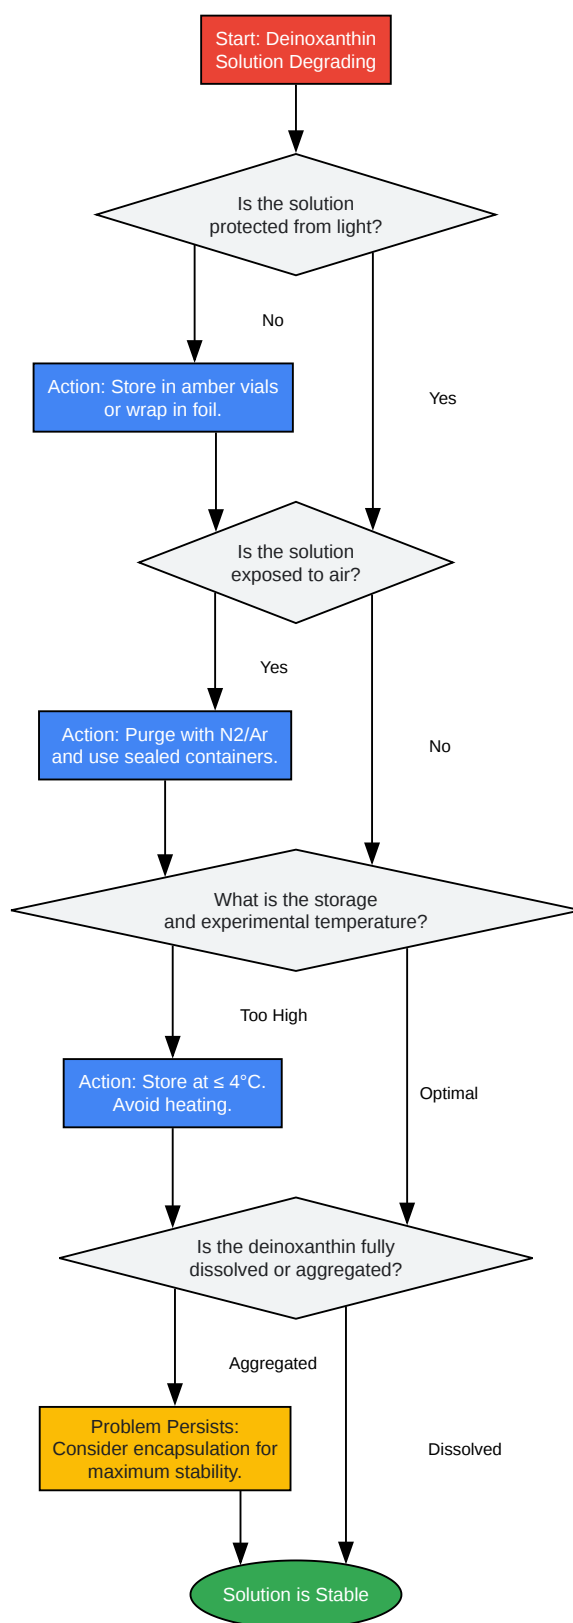 Start: Deinoxanthin
Solution Degrading
Is the solution
protected from light?
No
Action: Store in amber vials
or wrap in foil.
Yes
Is the solution
exposed to air?
Yes
Action: Purge with N2/Ar
and use sealed containers.
No
What is the storage
and experimental temperature?
Too High
Action: Store at ≤ 4°C.
Avoid heating.
Optimal
Is the deinoxanthin fully
dissolved or aggregated?
Aggregated
Problem Persists:
Consider encapsulation for
maximum stability.
Dissolved
Solution is Stable